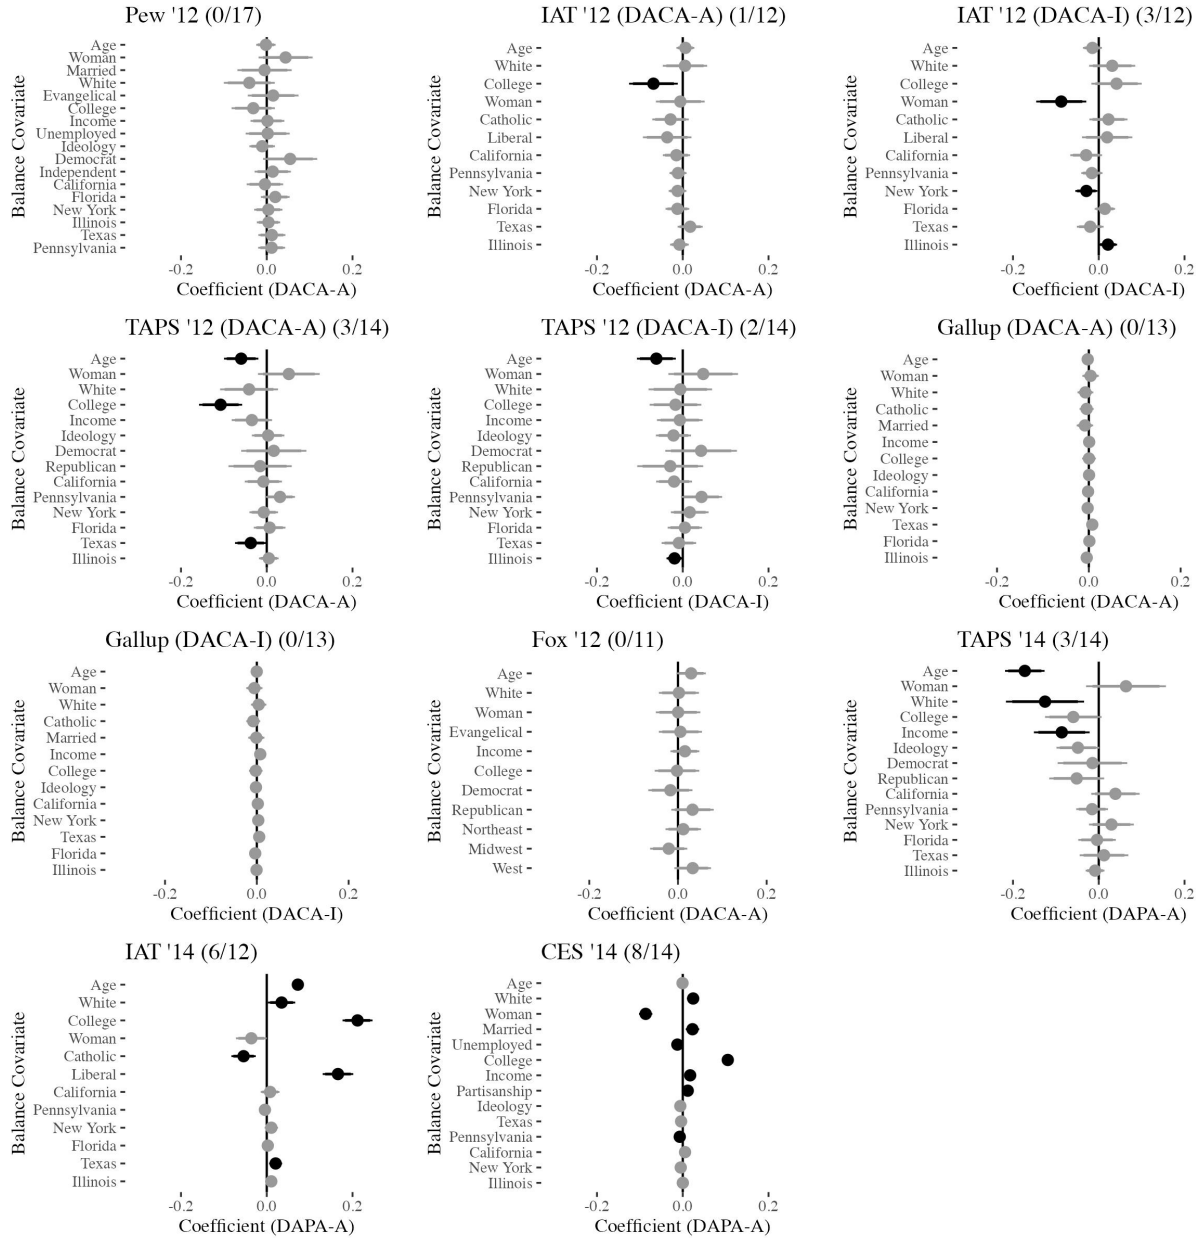 Pew '12 (0/17)
Balance Covariate
Age
Woman
Married
White
Evangelical
College
Income
Unemployed
Ideology
Democrat
Independent
California
Florida
New York
Illinois
Texas
Pennsylvania
-0.2 0.0 0.2
Coefficient (DACA-A)
IAT '12 (DACA-A) (1/12)
Balance Covariate
Age
White
College
Woman
Catholic
Liberal
California
Pennsylvania
New York
Florida
Texas
Illinois
-0.2 0.0 0.2
Coefficient (DACA-A)
IAT '12 (DACA-I) (3/12)
Balance Covariate
Age
White
College
Woman
Catholic
Liberal
California
Pennsylvania
New York
Florida
Texas
Illinois
-0.2 0.0 0.2
Coefficient (DACA-I)
TAPS '12 (DACA-A) (3/14)
Balance Covariate
Age
Woman
White
College
Income
Ideology
Democrat
Republican
California
Pennsylvania
New York
Florida
Texas
Illinois
-0.2 0.0 0.2
Coefficient (DACA-A)
TAPS '12 (DACA-I) (2/14)
Balance Covariate
Age
Woman
White
College
Income
Ideology
Democrat
Republican
California
Pennsylvania
New York
Florida
Texas
Illinois
-0.2 0.0 0.2
Coefficient (DACA-I)
Gallup (DACA-A) (0/13)
Balance Covariate
Age
Woman
White
Catholic
Married
Income
College
Ideology
California
New York
Texas
Florida
Illinois
-0.2 0.0 0.2
Coefficient (DACA-A)
Gallup (DACA-I) (0/13)
Balance Covariate
Age
Woman
White
Catholic
Married
Income
College
Ideology
California
New York
Texas
Florida
Illinois
-0.2 0.0 0.2
Coefficient (DACA-I)
Fox '12 (0/11)
Balance Covariate
Age
White
Woman
Evangelical
Income
College
Democrat
Republican
Northeast
Midwest
West
-0.2 0.0 0.2
Coefficient (DACA-A)
TAPS '14 (3/14)
Balance Covariate
Age
Woman
White
College
Income
Ideology
Democrat
Republican
California
Pennsylvania
New York
Florida
Texas
Illinois
-0.2 0.0 0.2
Coefficient (DAPA-A)
IAT '14 (6/12)
Balance Covariate
Age
White
College
Woman
Catholic
Liberal
California
Pennsylvania
New York
Florida
Texas
Illinois
-0.2 0.0 0.2
Coefficient (DAPA-A)
CES '14 (8/14)
Balance Covariate
Age
White
Woman
Married
Unemployed
College
Income
Partisanship
Ideology
Texas
Pennsylvania
California
New York
Illinois
-0.2 0.0 0.2
Coefficient (DAPA-A)